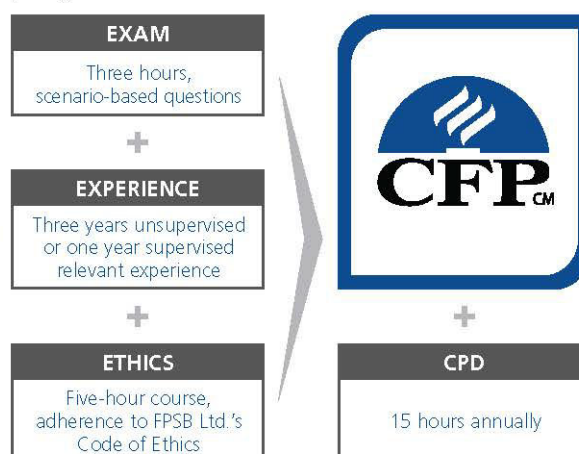 EXAM
Three hours,
scenario-based questions
+
EXPERIENCE
Three years unsupervised
or one year supervised
relevant experience
+
ETHICS
Five-hour course,
adherence to FPSB Ltd.'s
Code of Ethics
CFP CM
+
CPD
15 hours annually